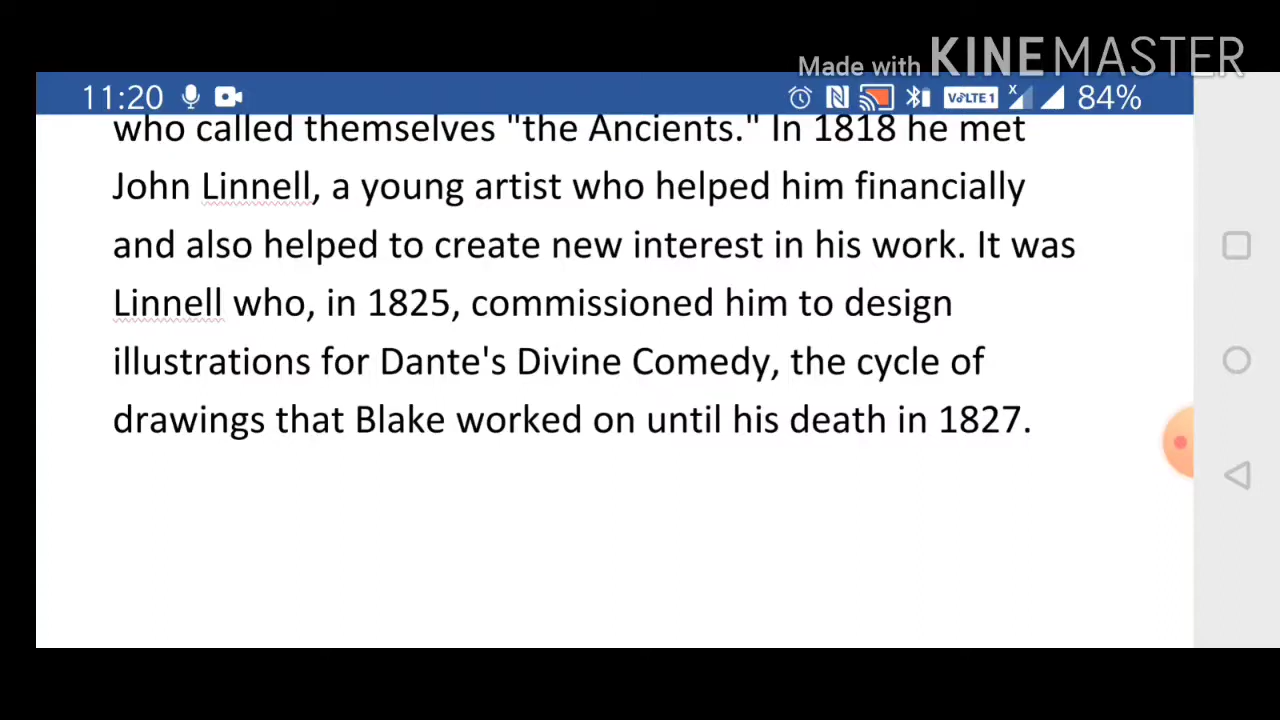 Made with KINEMASTER
11:20 VoLTE1 X 84%
who called themselves "the Ancients." In 1818 he met
John Linnell, a young artist who helped him financially
and also helped to create new interest in his work. It was
Linnell who, in 1825, commissioned him to design
illustrations for Dante's Divine Comedy, the cycle of
drawings that Blake worked on until his death in 1827.